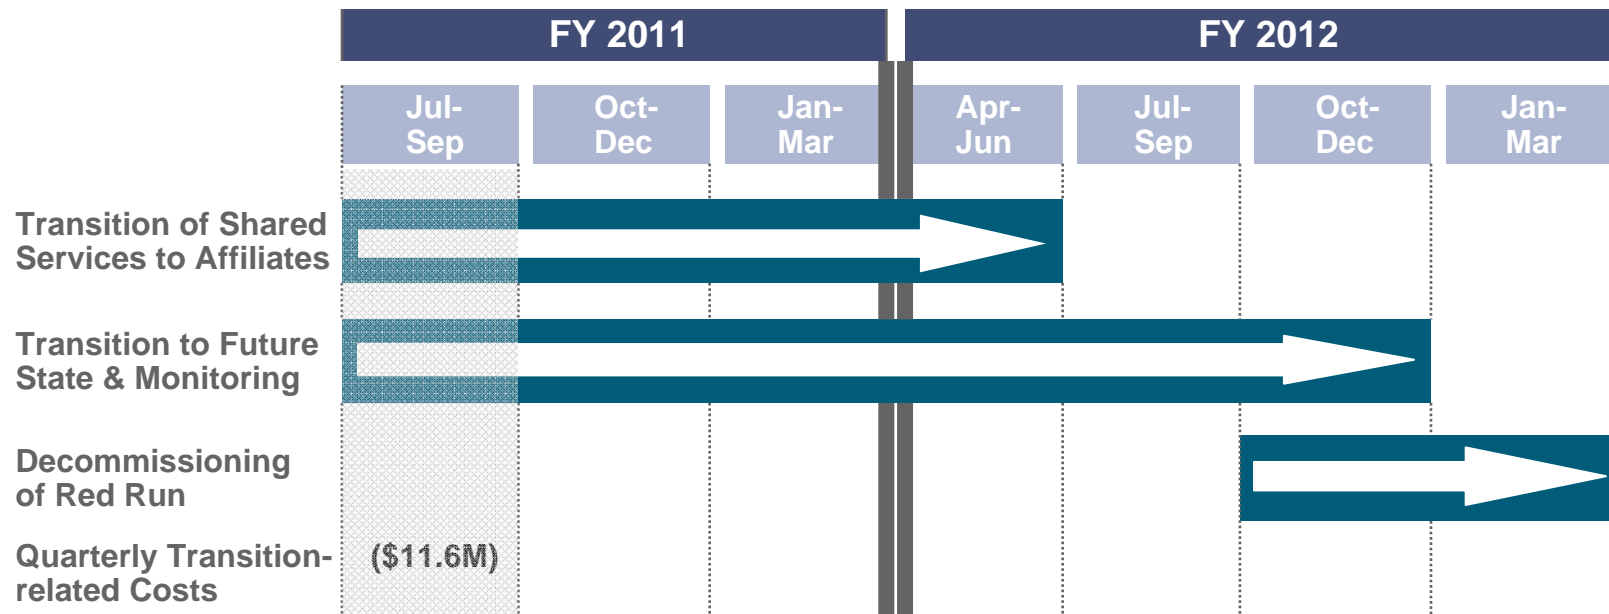 FY 2011
FY 2012
Jul-
Sep
Oct-
Dec
Jan-
Mar
Apr-
Jun
Jul-
Sep
Oct-
Dec
Jan-
Mar
Transition of Shared
Services to Affiliates
Transition to Future
State & Monitoring
Decommissioning
of Red Run
Quarterly Transition-
related Costs
($11.6M)